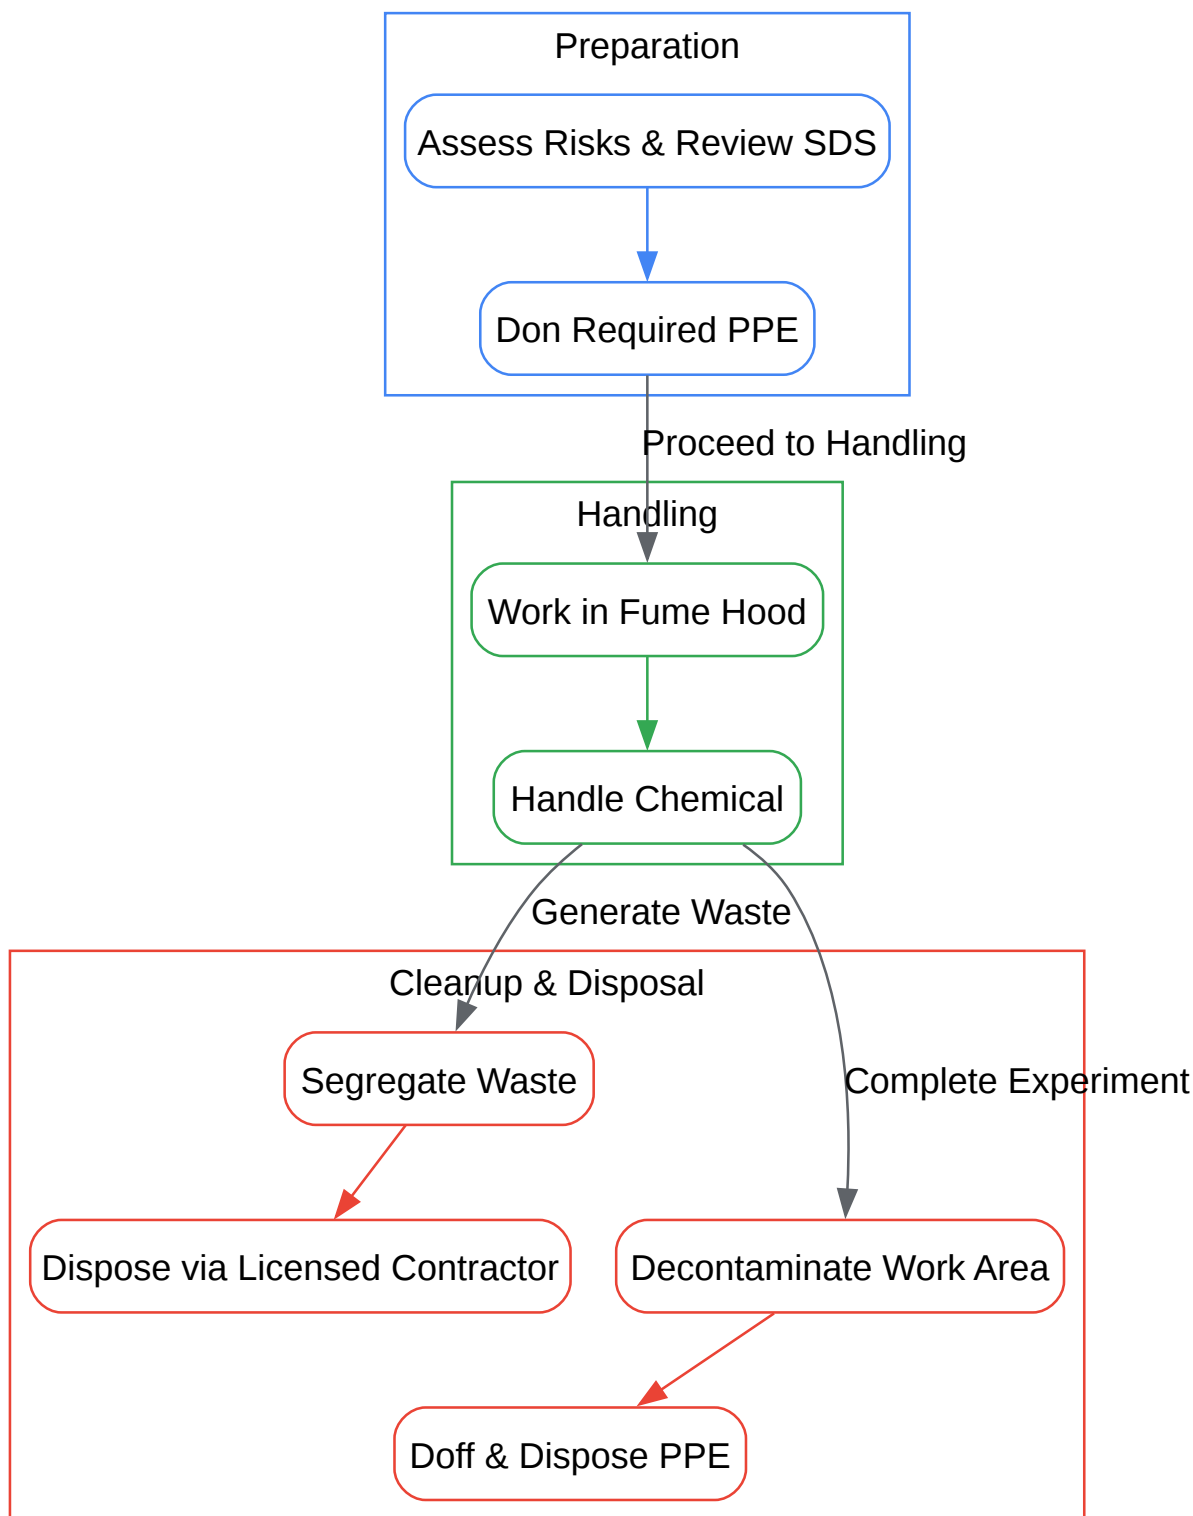 Preparation
Assess Risks & Review SDS
Don Required PPE
Proceed to Handling
Handling
Work in Fume Hood
Handle Chemical
Generate Waste
Cleanup & Disposal
Segregate Waste
Complete Experiment
Dispose via Licensed Contractor
Decontaminate Work Area
Doff & Dispose PPE